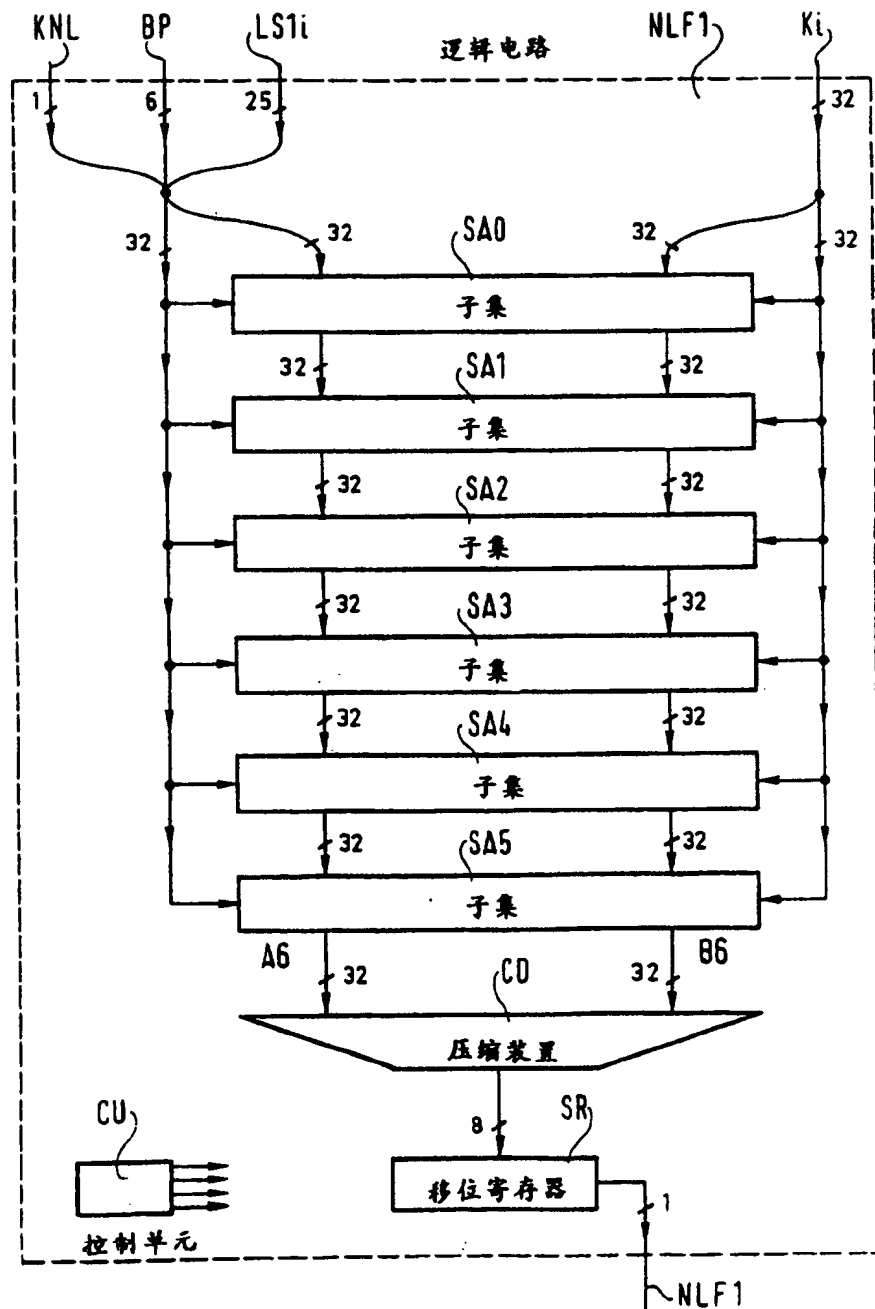 KNL BP LS1i 逻辑电路 NLF1 Ki
1 6 25 32
32 32 SA0 32 32
子集
32 SA1 32
子集
32 SA2 32
子集
32 SA3 32
子集
32 SA4 32
子集
32 SA5 32
子集
A6 32 CD 32 B6
压缩装置
CU 8 SR
移位寄存器 1
控制单元
NLF1